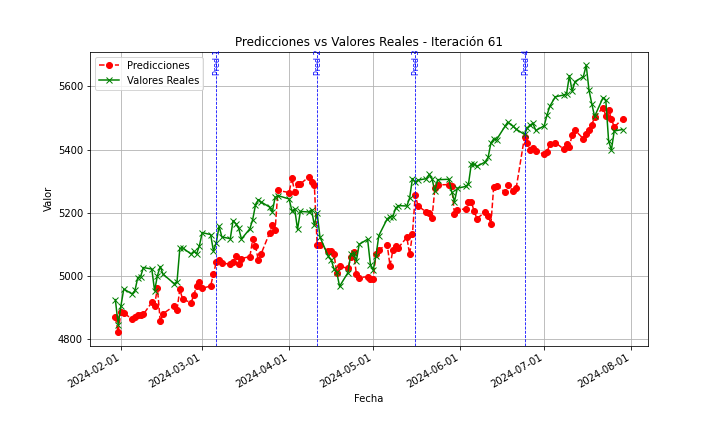 Predicciones vs Valores Reales - Iteración 61
Pred 1
Pred 2
Pred 3
Pred 4
Predicciones
Valores Reales
5600
5400
5200
5000
4800
Valor
2024-02-01
2024-03-01
2024-04-01
2024-05-01
2024-06-01
2024-07-01
2024-08-01
Fecha